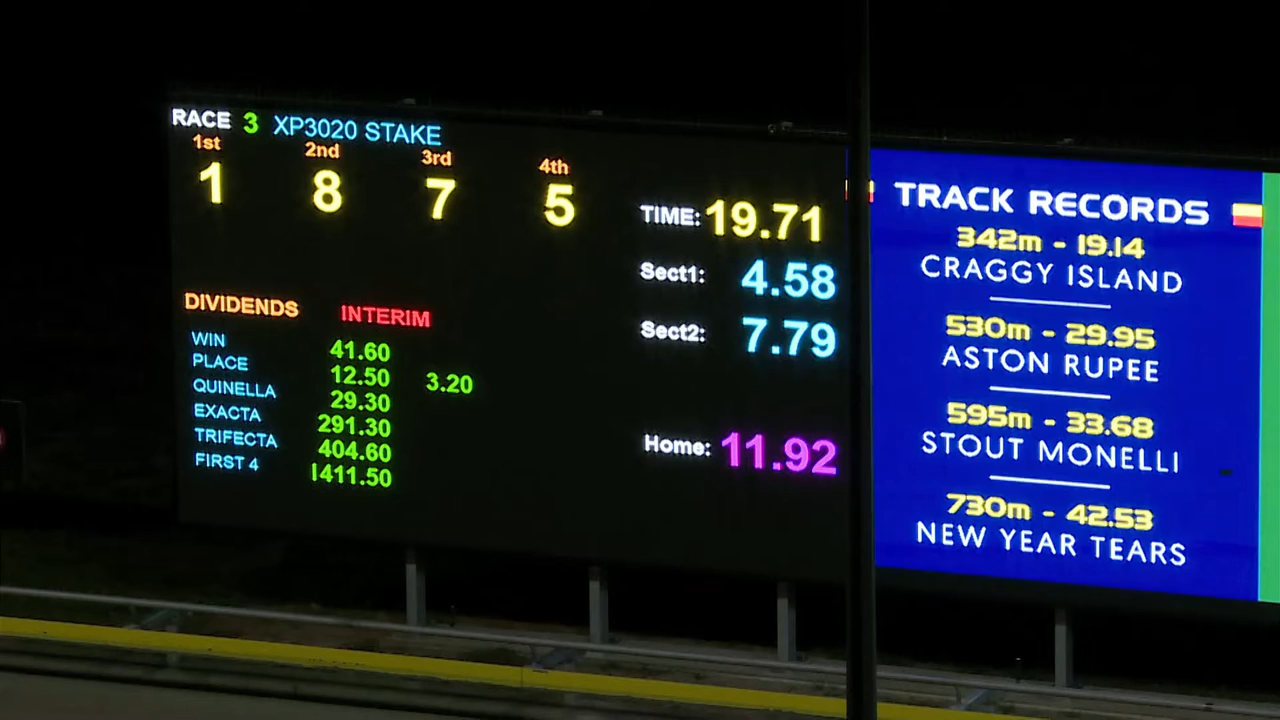 RACE 3 XP3020 STAKE
1st 2nd 3rd 4th
1 8 7 5
TIME: 19.71
Sect1: 4.58
Sect2: 7.79
Home: 11.92
DIVIDENDS INTERIM
WIN 41.60
PLACE 12.50 3.20
QUINELLA 29.30
EXACTA 291.30
TRIFECTA 404.60
FIRST 4 1411.50
TRACK RECORDS
342m - 19.14
CRAGGY ISLAND
530m - 29.95
ASTON RUPEE
595m - 33.68
STOUT MONELLI
730m - 42.53
NEW YEAR TEARS